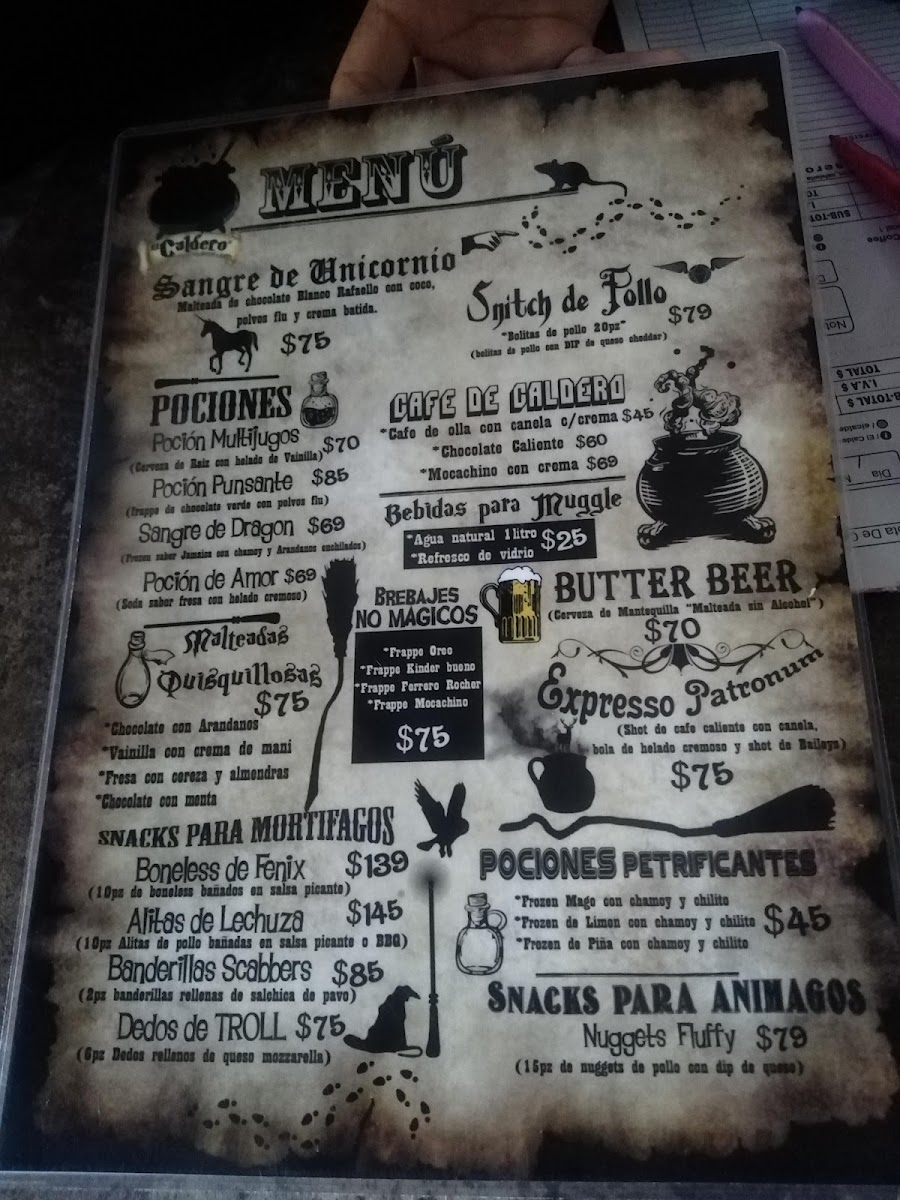 MENÚ
Caldero
Sangre de Unicornio
Malteada de chocolate Blanco Rafaello con coco,
polvos flu y crema batida.
$75
Snitch de Pollo
$79
"Bolitas de pollo 20pz"
(bolitas de pollo con DIP de queso cheddar)
POCIONES
Poción Multijugos $70
(Cerveza de Raiz con helado de Vainilla)
Poción Punsante $85
(frappe de chocolate verde con polvos flu)
Sangre de Dragon $69
(Frozen sabor Jamaica con chamoy y Arandanos enchilados)
Poción de Amor $69
(Soda sabor fresa con helado cremoso)
CAFE DE CALDERO
*Cafe de olla con canela c/crema $45
*Chocolate Caliente $60
*Mocachino con crema $69
Bebidas para Muggle
*Agua natural 1litro
*Refresco de vidrio
$25
Malteadas
Quisquillosas
$75
*Chocolate con Arandanos
*Vainilla con crema de mani
*Fresa con cereza y almendras
*Chocolate con menta
BREBAJES
NO MAGICOS
*Frappe Oreo
*Frappe Kinder bueno
*Frappe Ferrero Rocher
*Frappe Mocachino
$75
BUTTER BEER
(Cerveza de Mantequilla "Malteada sin Alcohol")
$70
Expresso Patronum
(Shot de cafe caliente con canela,
bola de helado cremoso y shot de Baileys)
$75
SNACKS PARA MORTIFAGOS
Boneless de Fenix $139
(10pz de boneless bañados en salsa picante)
Alitas de Lechuza $145
(10pz Alitas de pollo bañadas en salsa picante o BBQ)
Banderillas Scabbers $85
(2pz banderillas rellenas de salchica de pavo)
Dedos de TROLL $75
(6pz Dedos rellenos de queso mozzarella)
POCIONES PETRIFICANTES
*Frozen Mago con chamoy y chilito
*Frozen de Limon con chamoy y chilito
*Frozen de Piña con chamoy y chilito
$45
SNACKS PARA ANIMAGOS
Nuggets Fluffy $79
(15pz de nuggets de pollo con dip de queso)
SUB-TOT
Coffee
TOTAL $
I.V.A $
SUB-TOTAL $
Dia